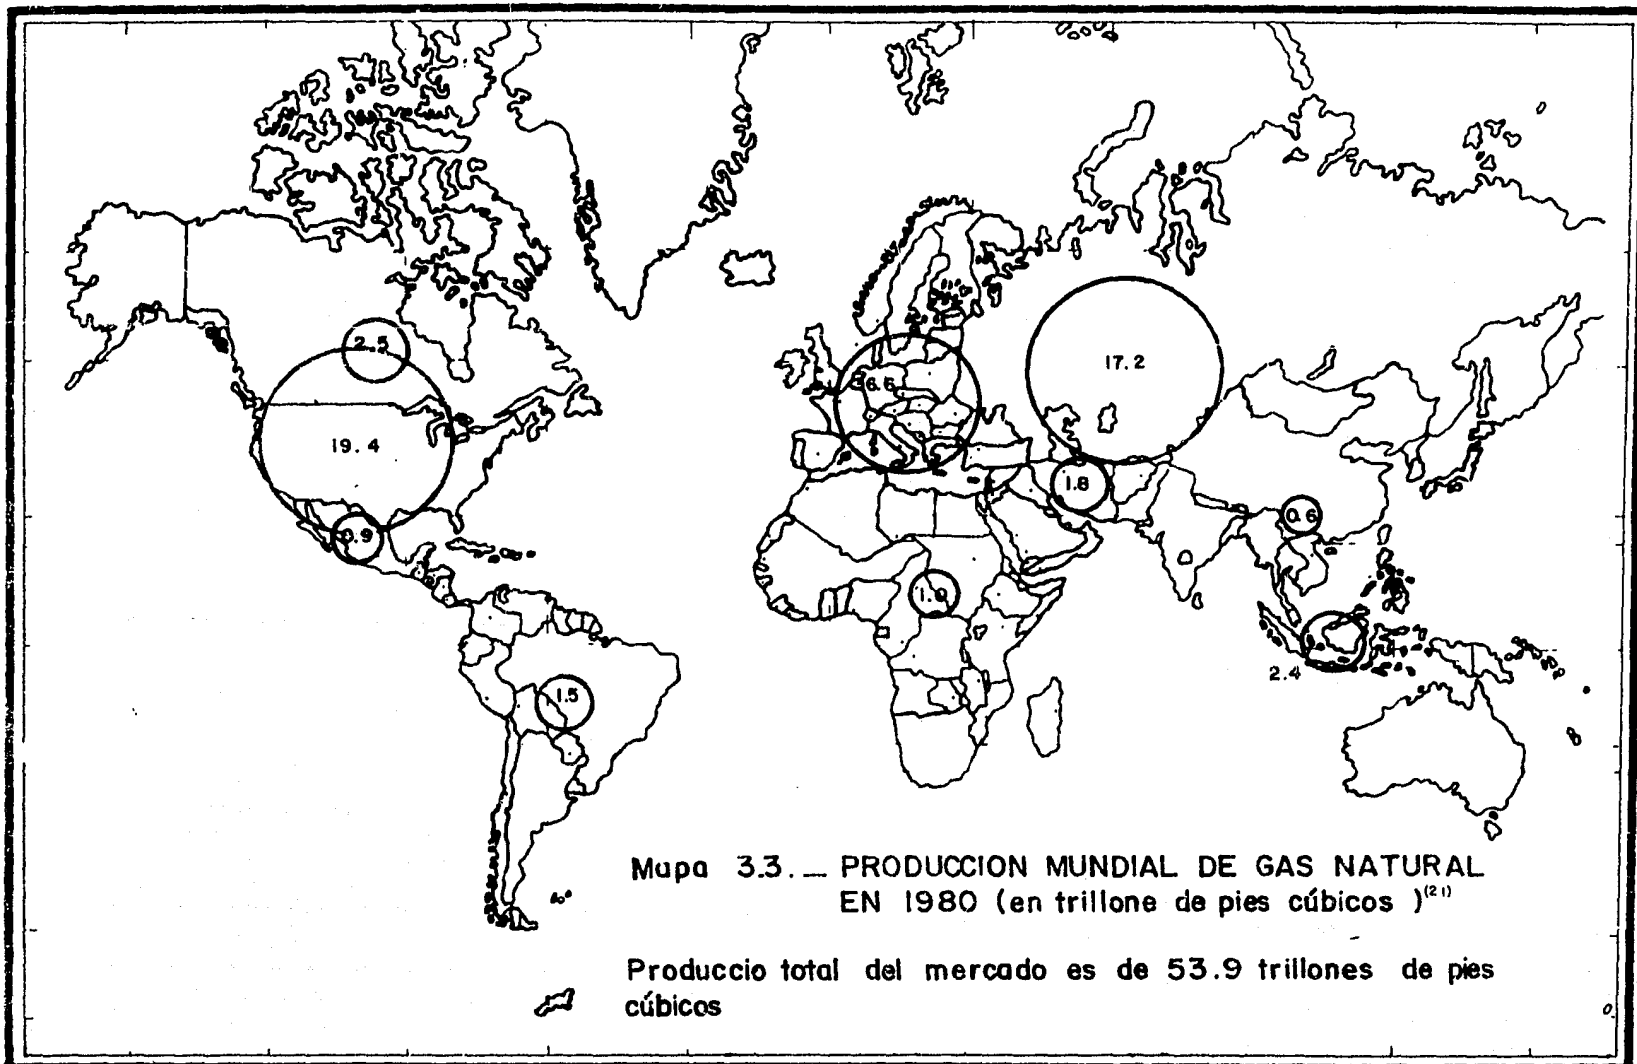 2.5
19.4
0.9
1.5
6.6
17.2
1.8
0.6
1.0
2.4
Mapa 3.3._ PRODUCCION MUNDIAL DE GAS NATURAL
EN 1980 (en trillone de pies cúbicos )(21)
Produccio total del mercado es de 53.9 trillones de pies
cúbicos